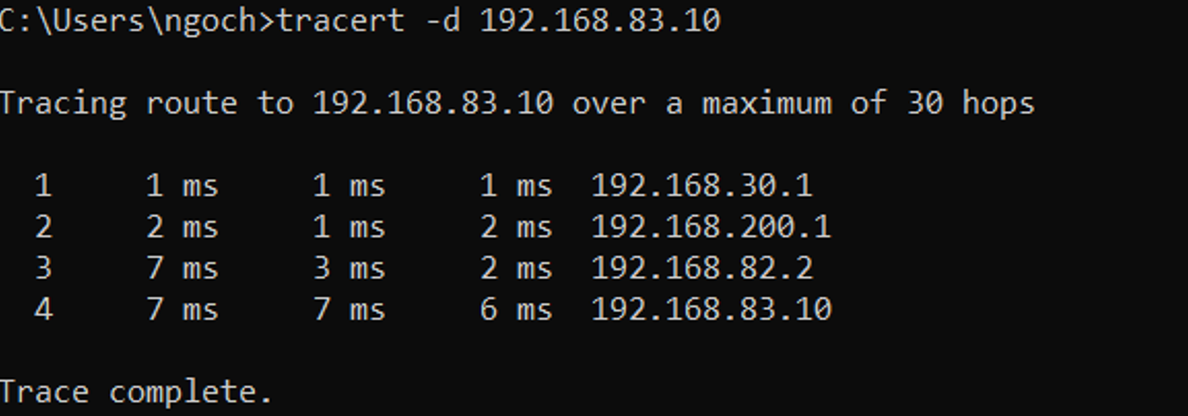 C:\Users\ngoch>tracert -d 192.168.83.10
Tracing route to 192.168.83.10 over a maximum of 30 hops
1 1 ms 1 ms 1 ms 192.168.30.1
2 2 ms 1 ms 2 ms 192.168.200.1
3 7 ms 3 ms 2 ms 192.168.82.2
4 7 ms 7 ms 6 ms 192.168.83.10
Trace complete.